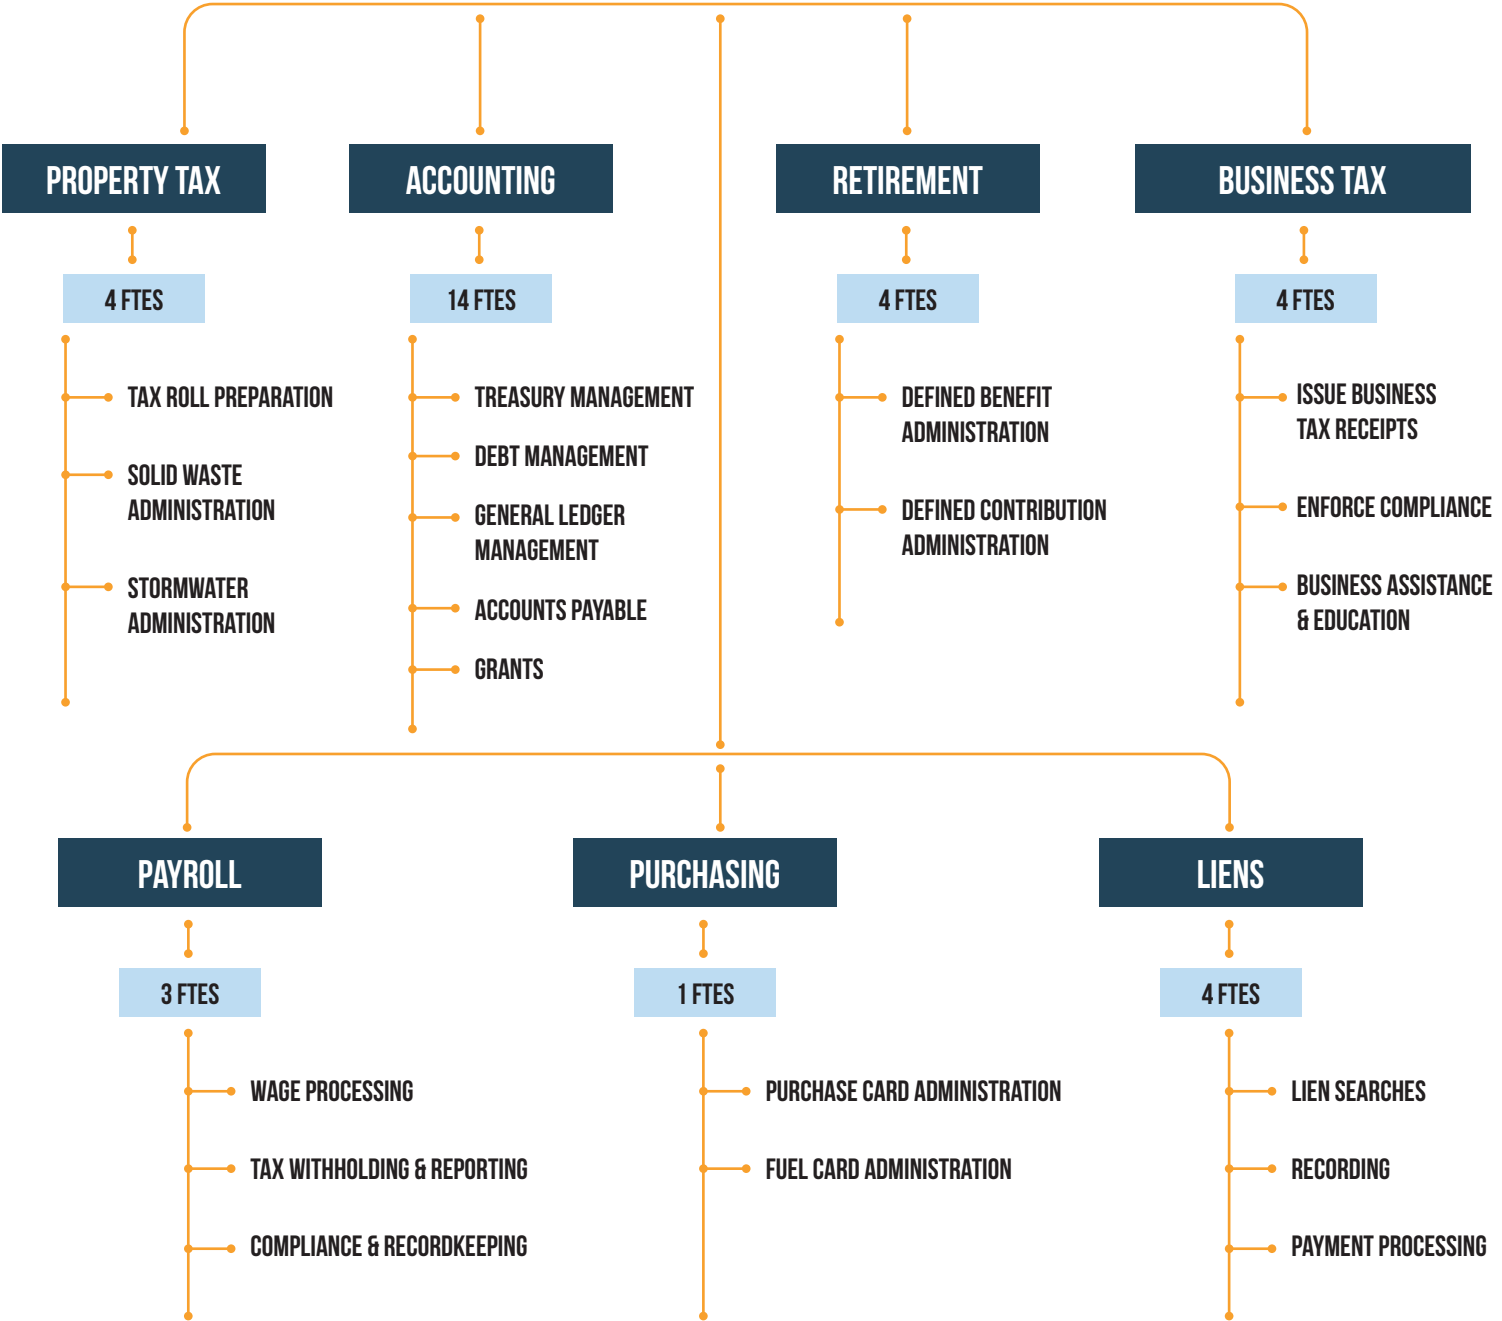 PROPERTY TAX
4 FTES
TAX ROLL PREPARATION
SOLID WASTE
ADMINISTRATION
STORMWATER
ADMINISTRATION
ACCOUNTING
14 FTES
TREASURY MANAGEMENT
DEBT MANAGEMENT
GENERAL LEDGER
MANAGEMENT
ACCOUNTS PAYABLE
GRANTS
RETIREMENT
4 FTES
DEFINED BENEFIT
ADMINISTRATION
DEFINED CONTRIBUTION
ADMINISTRATION
BUSINESS TAX
4 FTES
ISSUE BUSINESS
TAX RECEIPTS
ENFORCE COMPLIANCE
BUSINESS ASSISTANCE
& EDUCATION
PAYROLL
3 FTES
WAGE PROCESSING
TAX WITHHOLDING & REPORTING
COMPLIANCE & RECORDKEEPING
PURCHASING
1 FTES
PURCHASE CARD ADMINISTRATION
FUEL CARD ADMINISTRATION
LIENS
4 FTES
LIEN SEARCHES
RECORDING
PAYMENT PROCESSING